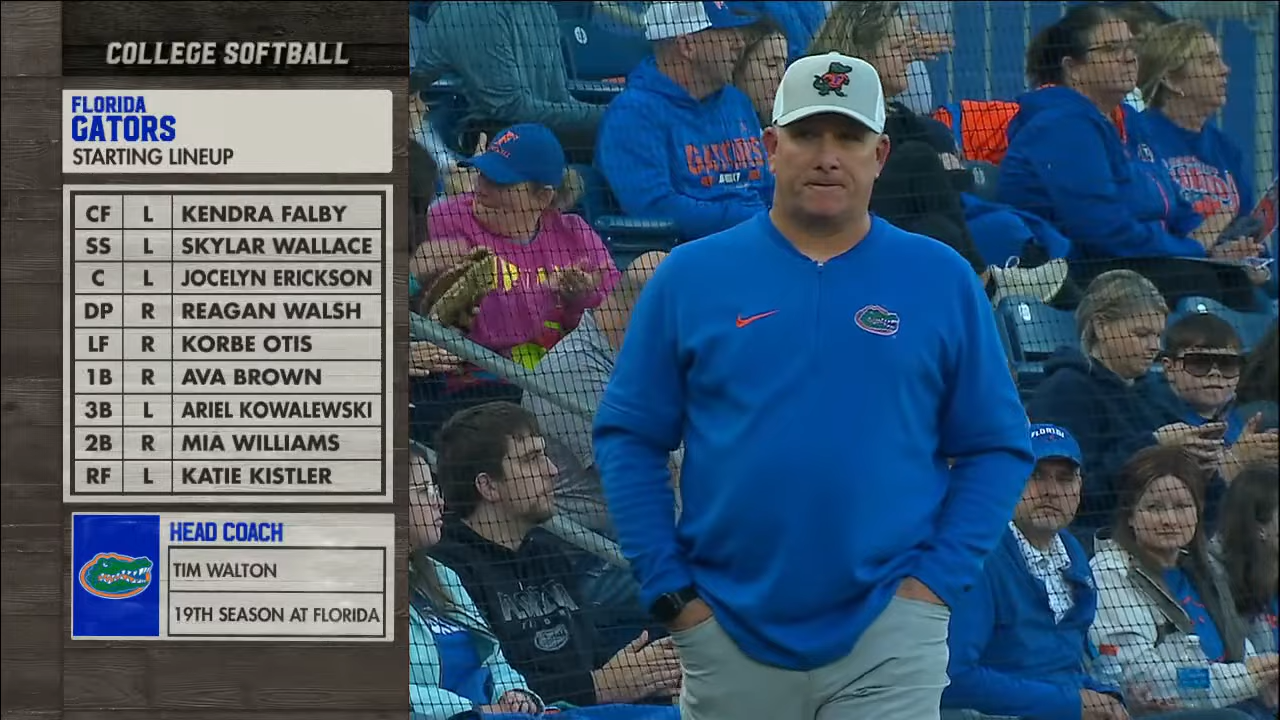 COLLEGE SOFTBALL
FLORIDA
GATORS
STARTING LINEUP
CF L KENDRA FALBY
SS L SKYLAR WALLACE
C L JOCELYN ERICKSON
DP R REAGAN WALSH
LF R KORBE OTIS
1B R AVA BROWN
3B L ARIEL KOWALEWSKI
2B R MIA WILLIAMS
RF L KATIE KISTLER
HEAD COACH
TIM WALTON
19TH SEASON AT FLORIDA
GATORS
FLORIDA